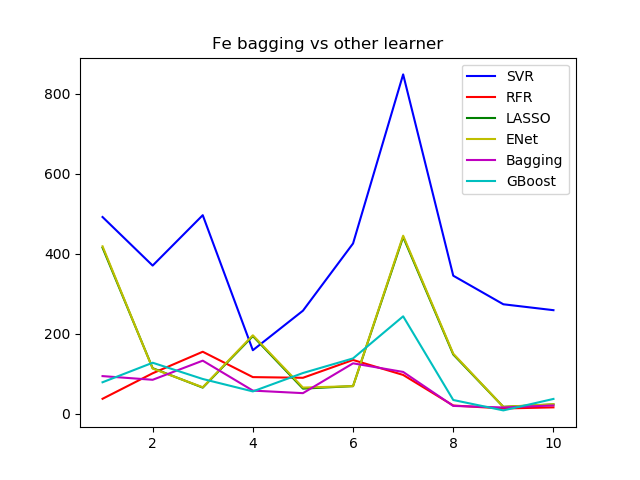 Fe bagging vs other learner
SVR
RFR
LASSO
ENet
Bagging
GBoost
800
600
400
200
0
2 4 6 8 10